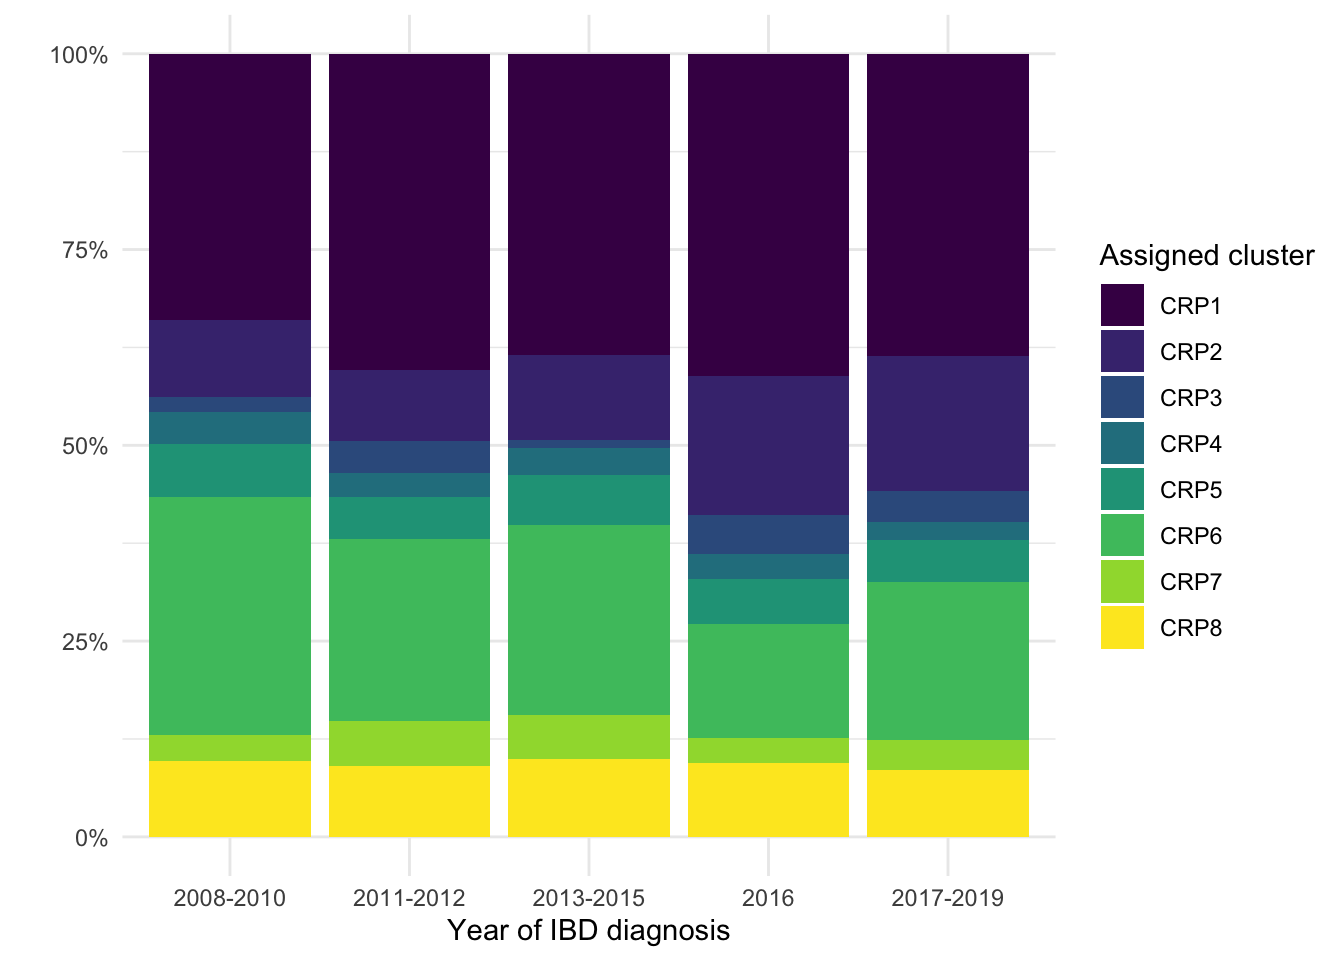 100%
75%
50%
25%
0%
2008-2010
2011-2012
2013-2015
2016
2017-2019
Year of IBD diagnosis
Assigned cluster
CRP1
CRP2
CRP3
CRP4
CRP5
CRP6
CRP7
CRP8